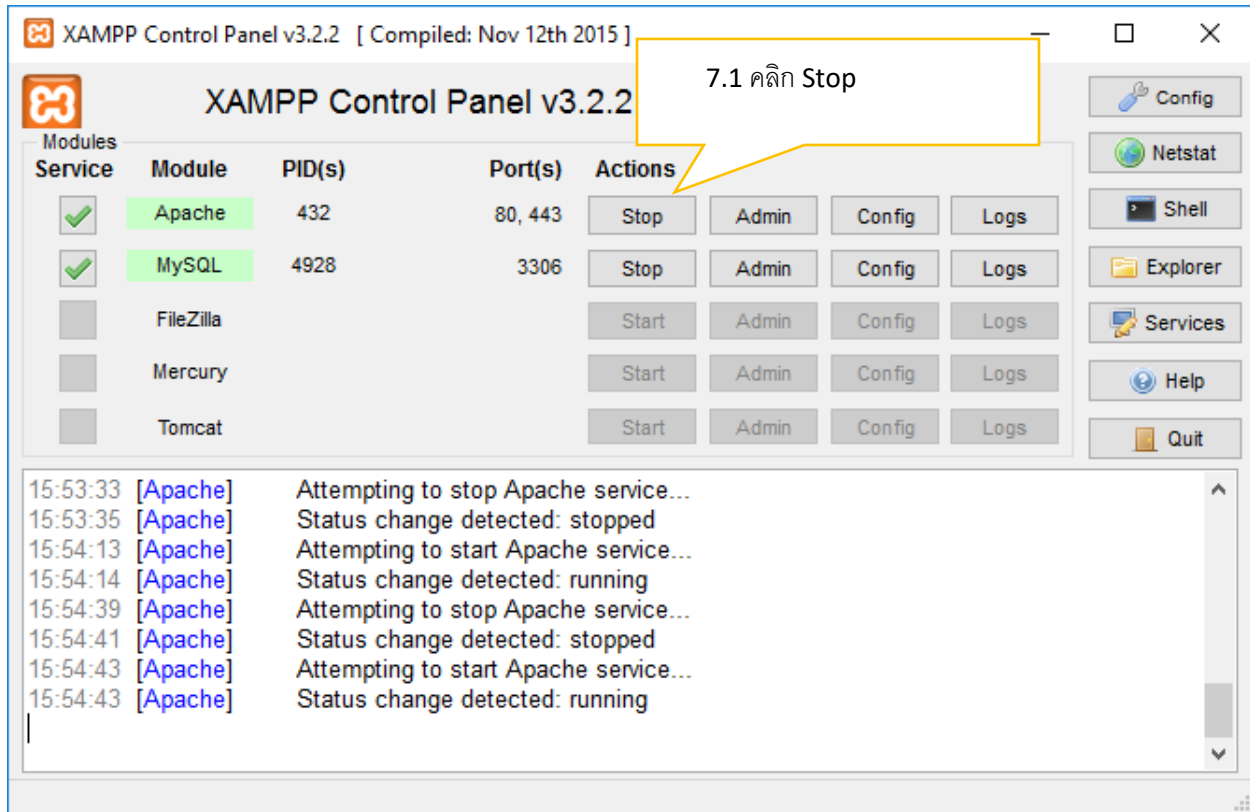 XAMPP Control Panel v3.2.2 [ Compiled: Nov 12th 2015 ]
7.1 คลิก Stop
XAMPP Control Panel v3.2.2
Config
Modules
Service Module PID(s) Port(s) Actions
Netstat
Apache 432 80, 443 Stop Admin Config Logs
Shell
MySQL 4928 3306 Stop Admin Config Logs
Explorer
FileZilla Start Admin Config Logs
Services
Mercury Start Admin Config Logs
Help
Tomcat Start Admin Config Logs
Quit
15:53:33 [Apache] Attempting to stop Apache service...
15:53:35 [Apache] Status change detected: stopped
15:54:13 [Apache] Attempting to start Apache service...
15:54:14 [Apache] Status change detected: running
15:54:39 [Apache] Attempting to stop Apache service...
15:54:41 [Apache] Status change detected: stopped
15:54:43 [Apache] Attempting to start Apache service...
15:54:43 [Apache] Status change detected: running